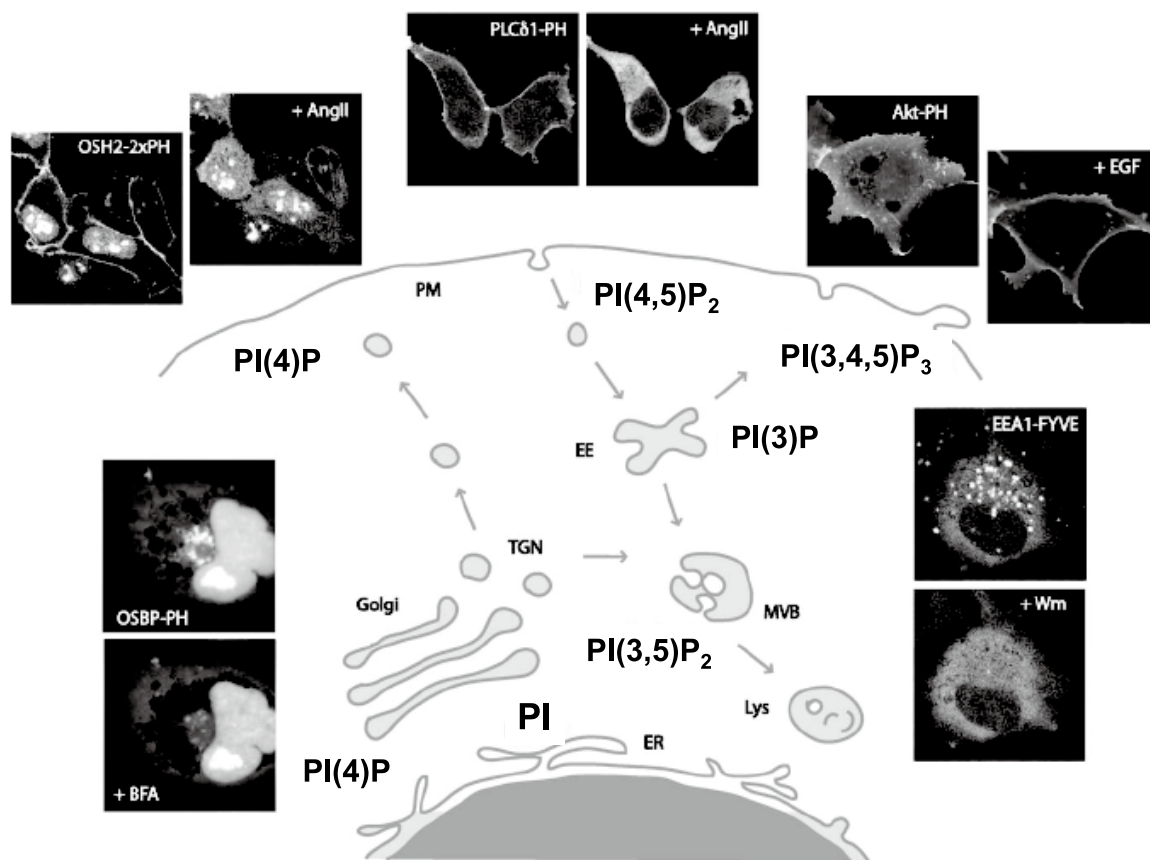 PLCδ1-PH
+ AngII
+ AngII
Akt-PH
OSH2-2xPH
+ EGF
PM
PI(4,5)P₂
PI(4)P
PI(3,4,5)P₃
EEA1-FYVE
PI(3)P
EE
TGN
Golgi
MVB
OSBP-PH
+ Wm
PI(3,5)P₂
Lys
PI
ER
PI(4)P
+ BFA